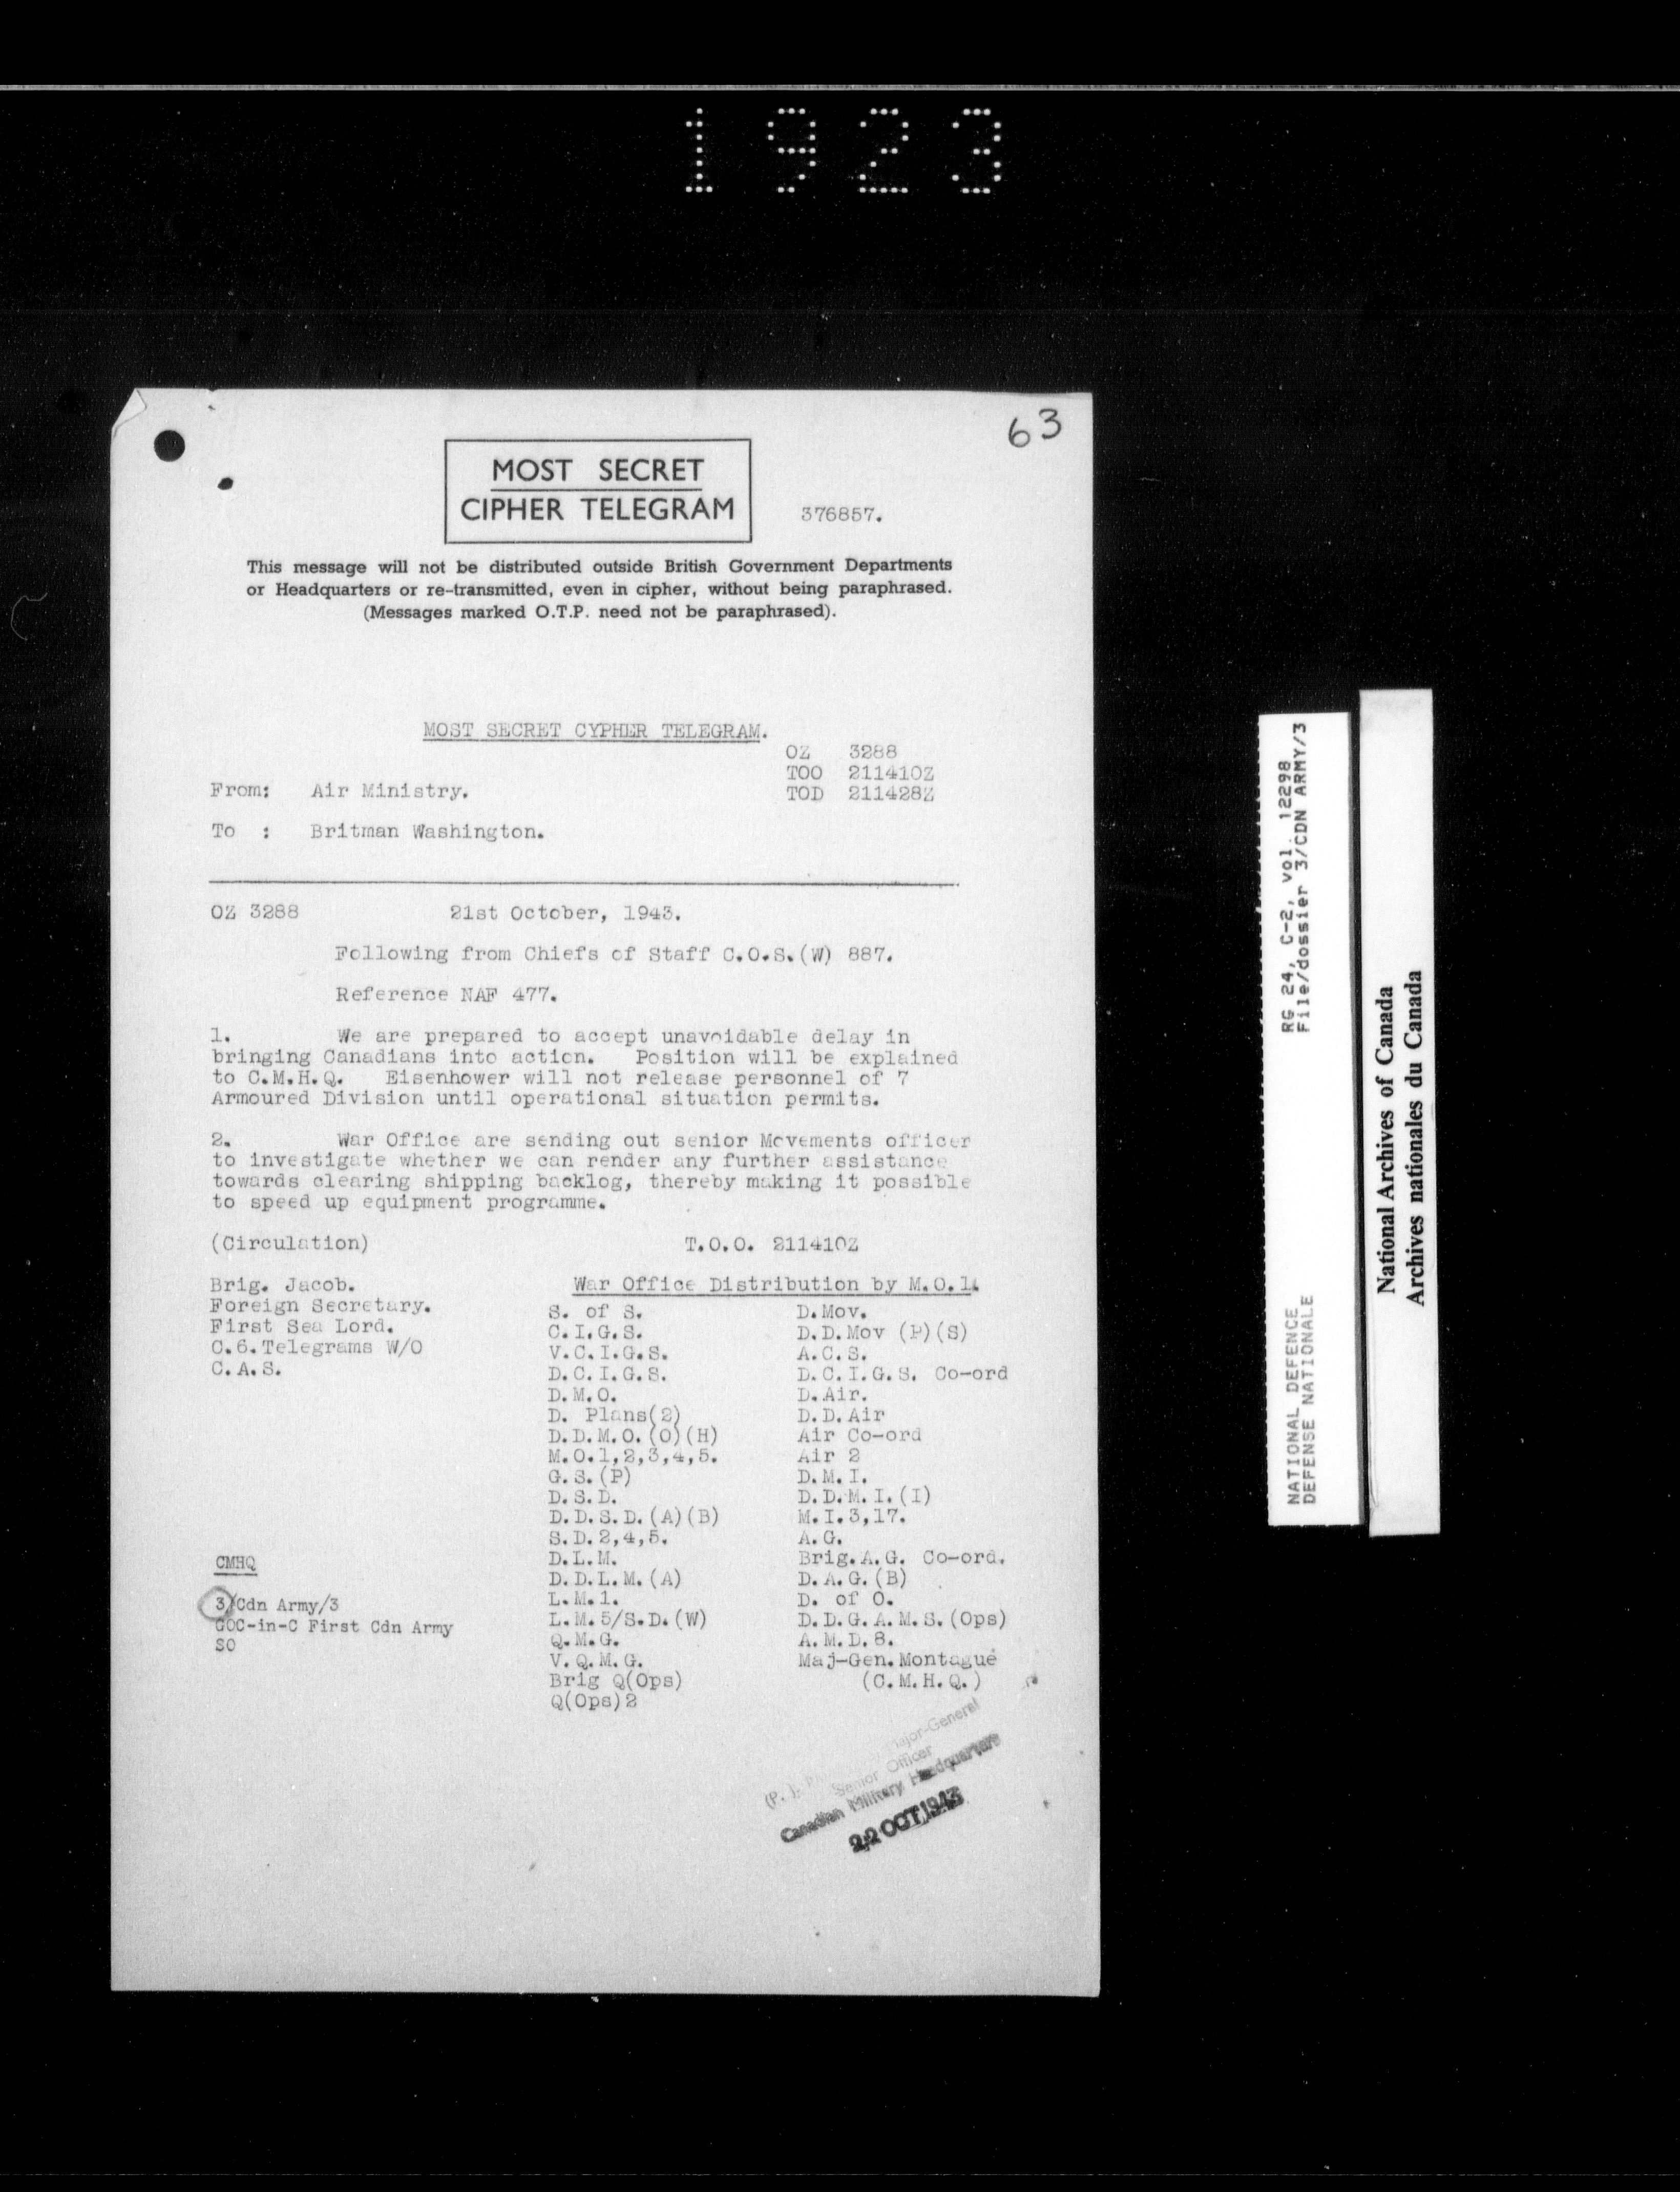 1923
63
MOST SECRET
CIPHER TELEGRAM
376857.
This message will not be distributed outside British Government Departments
or Headquarters or re-transmitted, even in cipher, without being paraphrased.
(Messages marked O.T.P. need not be paraphrased).
MOST SECRET CYPHER TELEGRAM.
OZ 3288
TOO 211410Z
From: Air Ministry. TOD 211428Z
To : Britman Washington.
OZ 3288 21st October, 1943.
Following from Chiefs of Staff C.O.S.(W) 887.
Reference NAF 477.
1. We are prepared to accept unavoidable delay in
bringing Canadians into action. Position will be explained
to C.M.H.Q. Eisenhower will not release personnel of 7
Armoured Division until operational situation permits.
2. War Office are sending out senior Movements officer
to investigate whether we can render any further assistance
towards clearing shipping backlog, thereby making it possible
to speed up equipment programme.
(Circulation) T.O.O. 211410Z
Brig. Jacob.
Foreign Secretary.
First Sea Lord.
C.6.Telegrams W/O
C.A.S.
War Office Distribution by M.O.1.
S. of S. D.Mov.
C.I.G.S. D.D.Mov (P)(S)
V.C.I.G.S. A.C.S.
D.C.I.G.S. D.C.I.G.S. Co-ord
D.M.O. D.Air.
D. Plans(2) D.D.Air
D.D.M.O.(O)(H) Air Co-ord
M.O.1,2,3,4,5. Air 2
G.S.(P) D.M.I.
D.S.D. D.D.M.I.(I)
D.D.S.D.(A)(B) M.I.3,17.
S.D.2,4,5. A.G.
D.L.M. Brig.A.G. Co-ord.
D.D.L.M.(A) D.A.G.(B)
L.M.1. D. of O.
L.M.5/S.D.(W) D.D.G.A.M.S.(Ops)
Q.M.G. A.M.D.8.
V.Q.M.G. Maj-Gen.Montague
Brig Q(Ops) (C.M.H.Q.)
Q(Ops)2
CMHQ
3/Cdn Army/3
GOC-in-C First Cdn Army
SO
Major-General
Senior Officer
Canadian Military Headquarters
22 OCT 1943
RG 24, C-2, vol. 12298
File/dossier 3/CDN ARMY/3
NATIONAL DEFENCE
DEFENSE NATIONALE
National Archives of Canada
Archives nationales du Canada